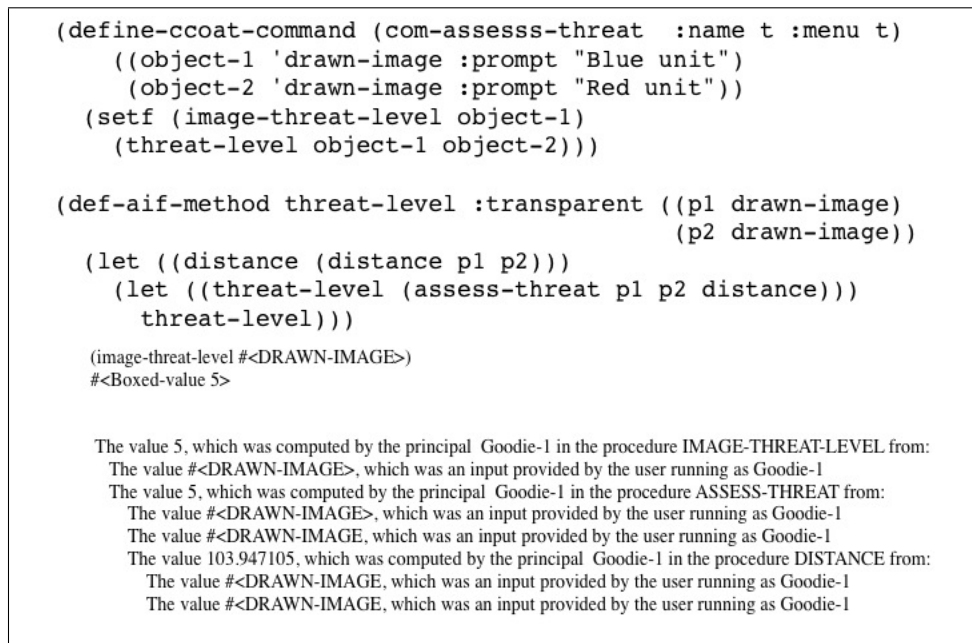 (define-ccoat-command (com-assesss-threat :name t :menu t)
((object-1 'drawn-image :prompt "Blue unit")
(object-2 'drawn-image :prompt "Red unit"))
(setf (image-threat-level object-1)
(threat-level object-1 object-2)))
(def-aif-method threat-level :transparent ((p1 drawn-image)
(p2 drawn-image))
(let ((distance (distance p1 p2)))
(let ((threat-level (assess-threat p1 p2 distance)))
threat-level)))
(image-threat-level #<DRAWN-IMAGE>)
#<Boxed-value 5>
The value 5, which was computed by the principal Goodie-1 in the procedure IMAGE-THREAT-LEVEL from:
The value #<DRAWN-IMAGE>, which was an input provided by the user running as Goodie-1
The value 5, which was computed by the principal Goodie-1 in the procedure ASSESS-THREAT from:
The value #<DRAWN-IMAGE>, which was an input provided by the user running as Goodie-1
The value #<DRAWN-IMAGE, which was an input provided by the user running as Goodie-1
The value 103.947105, which was computed by the principal Goodie-1 in the procedure DISTANCE from:
The value #<DRAWN-IMAGE, which was an input provided by the user running as Goodie-1
The value #<DRAWN-IMAGE, which was an input provided by the user running as Goodie-1